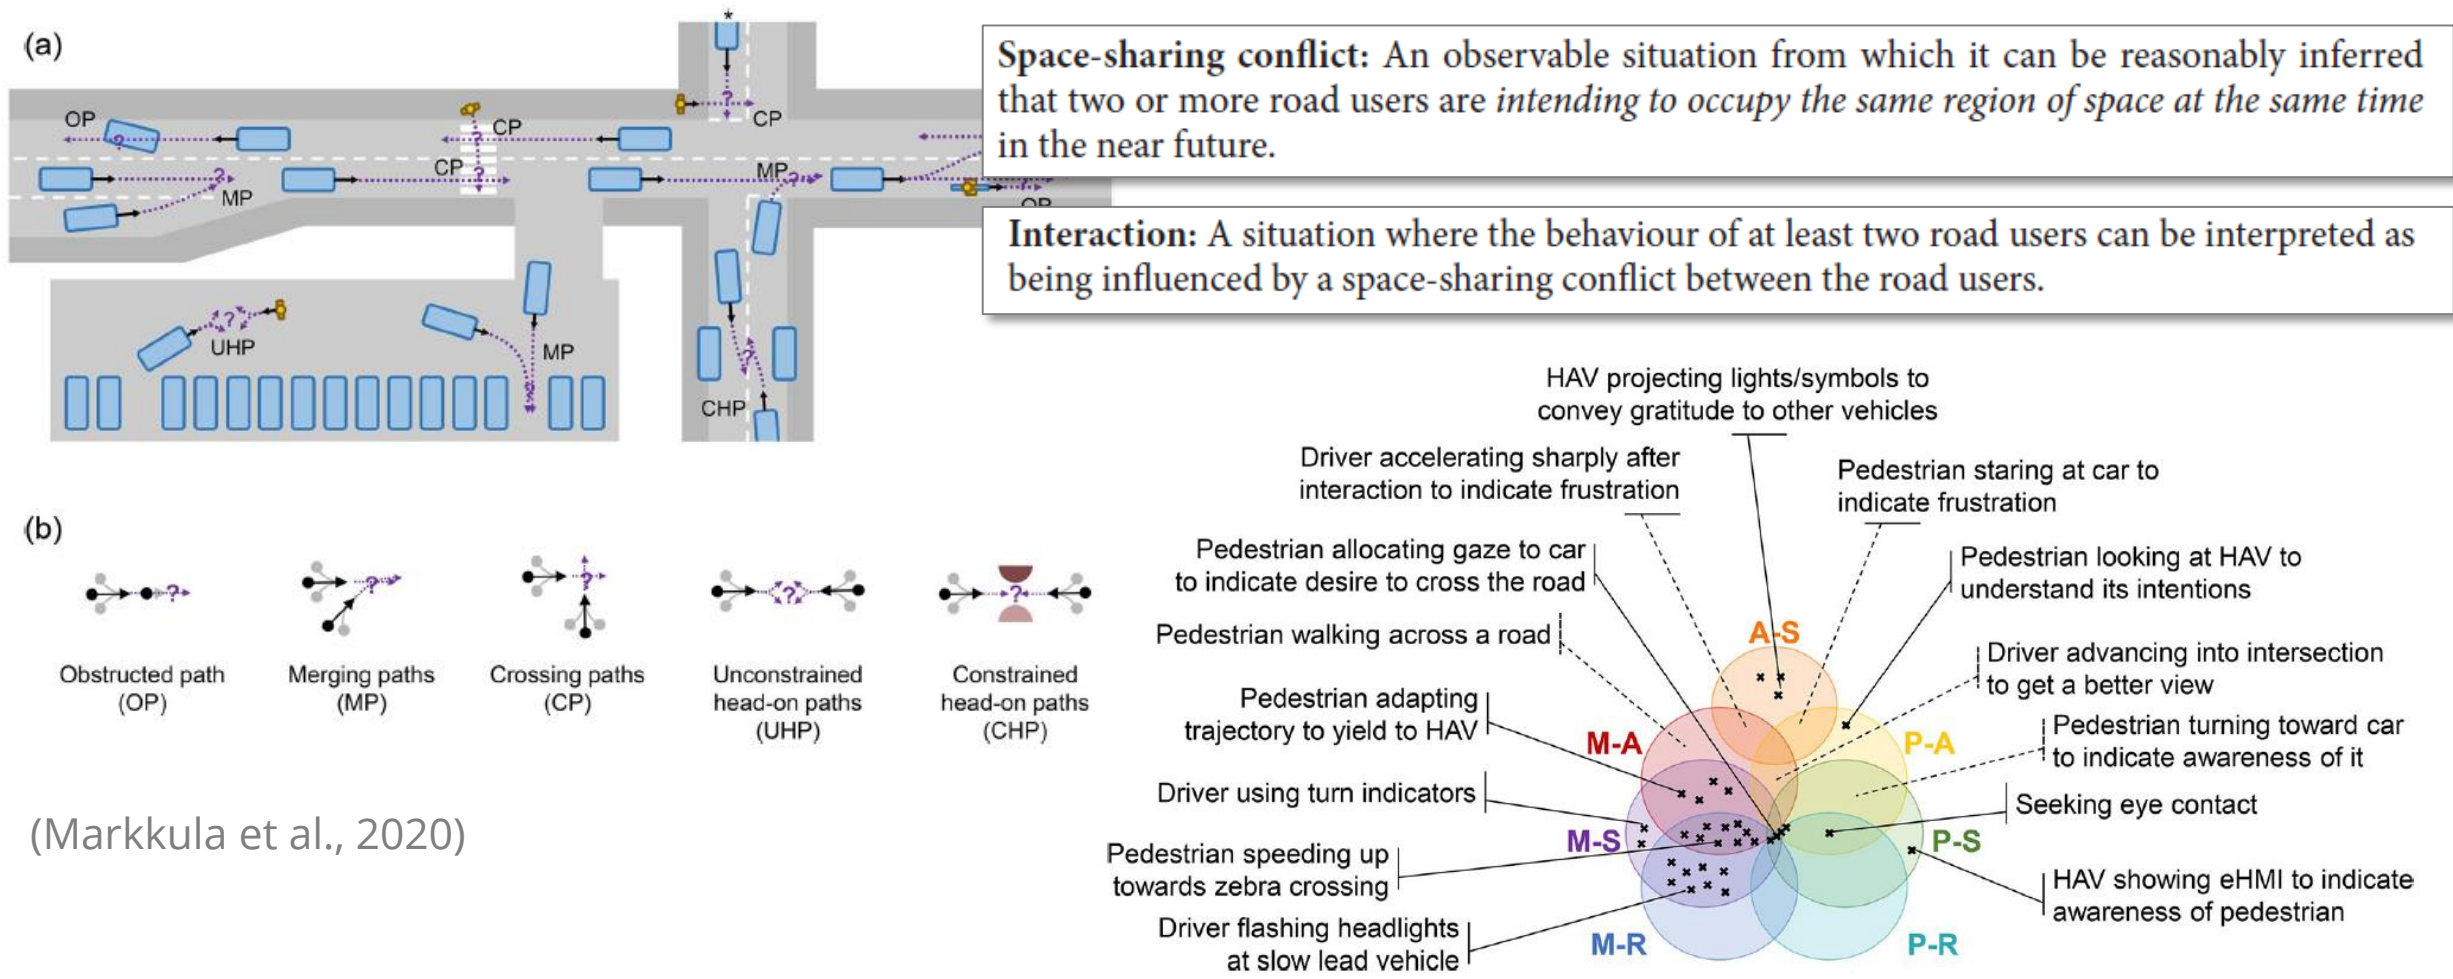 (a)
*
OP
?
CP
?
CP
?
?
MP
CP
?
MP
?
?
OP
UHP
?
MP
?
CHP
?
Space-sharing conflict: An observable situation from which it can be reasonably inferred
that two or more road users are intending to occupy the same region of space at the same time
in the near future.
Interaction: A situation where the behaviour of at least two road users can be interpreted as
being influenced by a space-sharing conflict between the road users.
(b)
?
?
?
?
?
Obstructed path
(OP)
Merging paths
(MP)
Crossing paths
(CP)
Unconstrained
head-on paths
(UHP)
Constrained
head-on paths
(CHP)
(Markkula et al., 2020)
HAV projecting lights/symbols to
convey gratitude to other vehicles
Driver accelerating sharply after
interaction to indicate frustration
Pedestrian staring at car to
indicate frustration
Pedestrian allocating gaze to car
to indicate desire to cross the road
Pedestrian looking at HAV to
understand its intentions
Pedestrian walking across a road
A-S
Driver advancing into intersection
to get a better view
Pedestrian adapting
trajectory to yield to HAV
M-A
P-A
Pedestrian turning toward car
to indicate awareness of it
Driver using turn indicators
Seeking eye contact
M-S
P-S
Pedestrian speeding up
towards zebra crossing
HAV showing eHMI to indicate
awareness of pedestrian
Driver flashing headlights
at slow lead vehicle
M-R
P-R